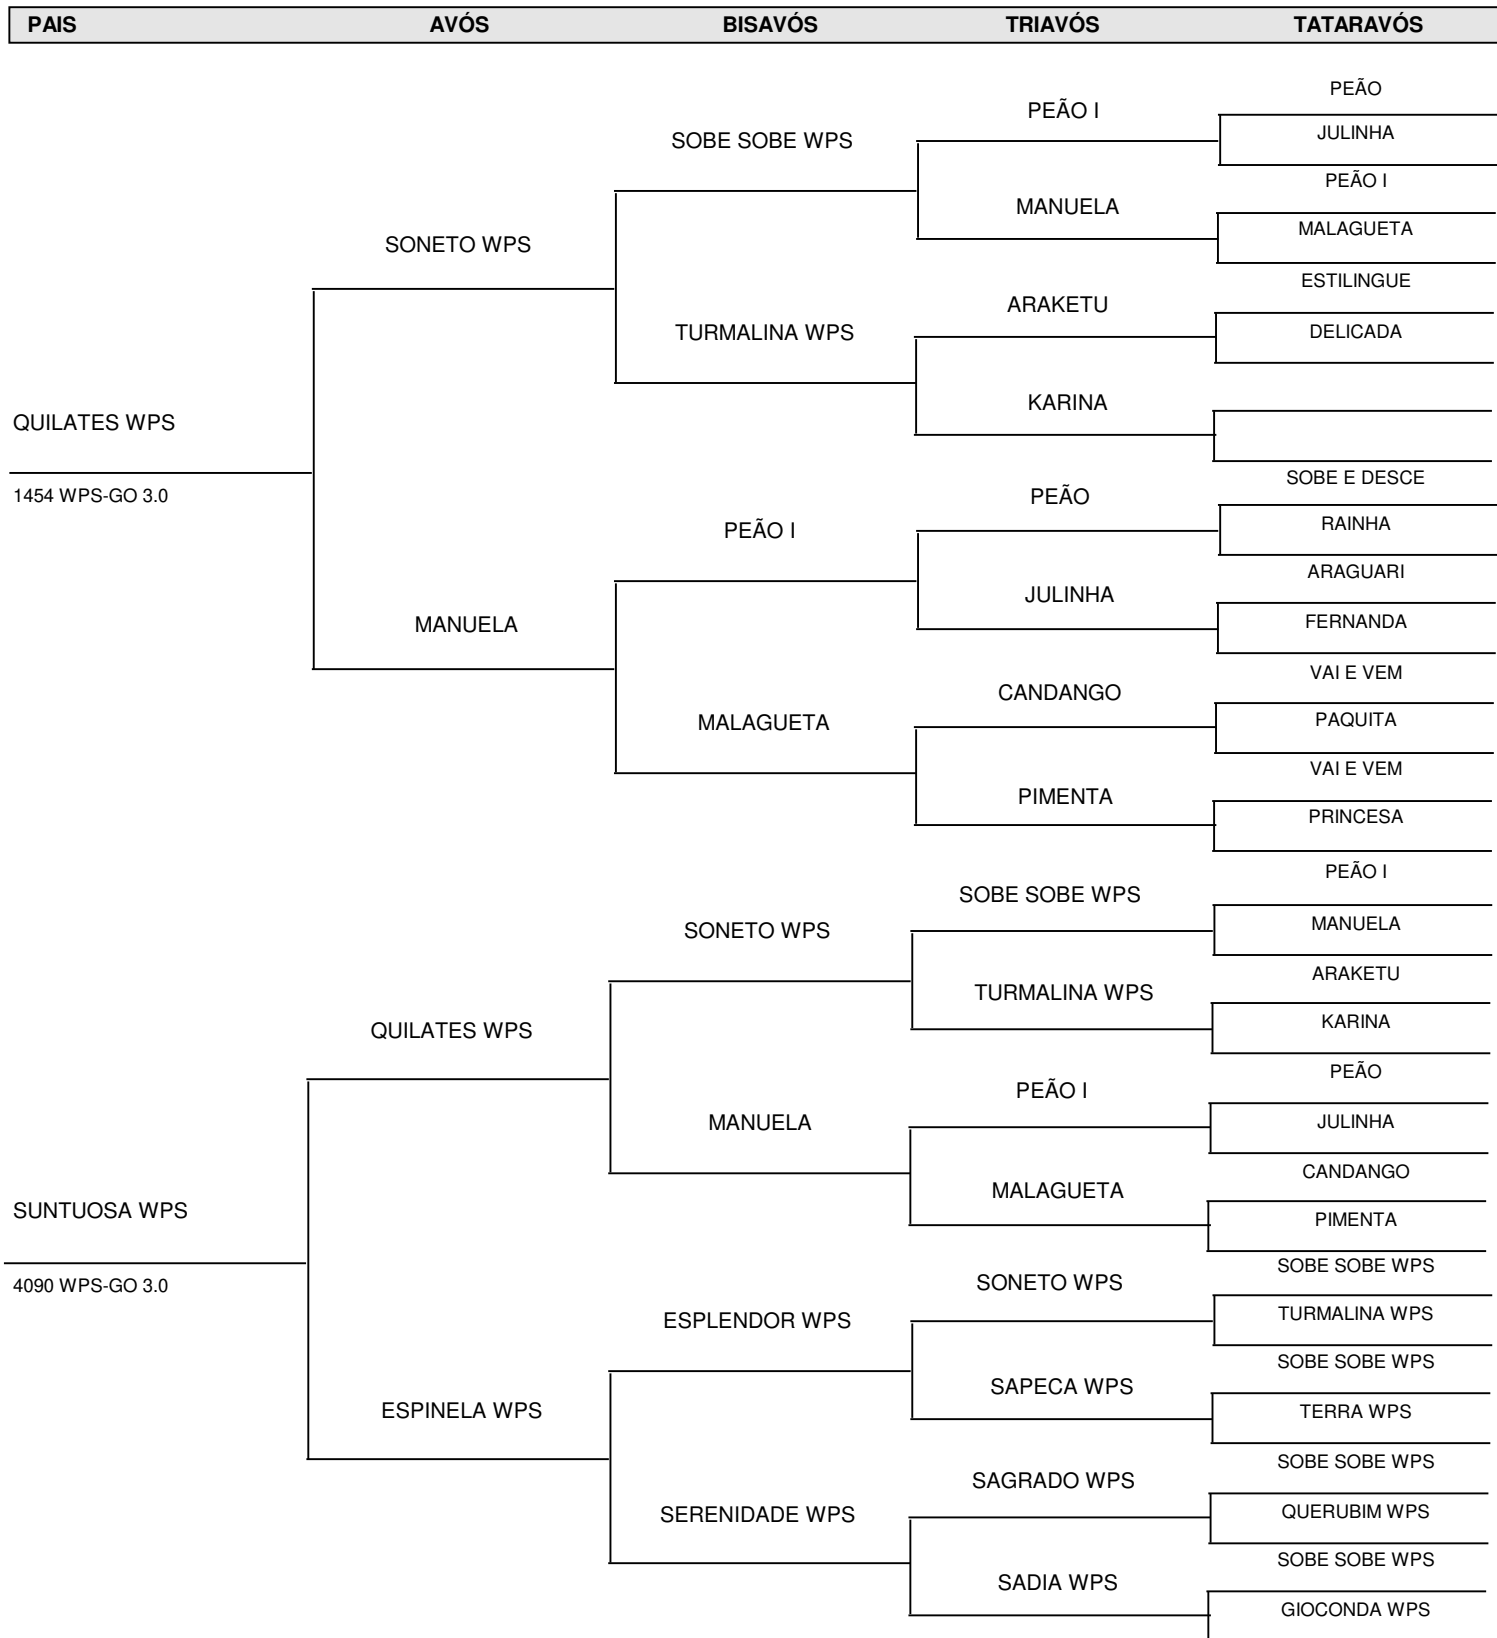 PAIS AVÓS BISAVÓS TRIAVÓS TATARAVÓS
PEÃO
PEÃO I
JULINHA
SOBE SOBE WPS
PEÃO I
MANUELA
MALAGUETA
SONETO WPS
ESTILINGUE
ARAKETU
DELICADA
TURMALINA WPS
KARINA
QUILATES WPS
SOBE E DESCE
1454 WPS-GO 3.0
PEÃO
RAINHA
PEÃO I
ARAGUARI
JULINHA
FERNANDA
MANUELA
VAI E VEM
CANDANGO
PAQUITA
MALAGUETA
VAI E VEM
PIMENTA
PRINCESA
PEÃO I
SOBE SOBE WPS
MANUELA
SONETO WPS
ARAKETU
TURMALINA WPS
KARINA
QUILATES WPS
PEÃO
PEÃO I
JULINHA
MANUELA
CANDANGO
MALAGUETA
PIMENTA
SUNTUOSA WPS
SOBE SOBE WPS
4090 WPS-GO 3.0
SONETO WPS
TURMALINA WPS
ESPLENDOR WPS
SOBE SOBE WPS
SAPECA WPS
TERRA WPS
ESPINELA WPS
SOBE SOBE WPS
SAGRADO WPS
QUERUBIM WPS
SERENIDADE WPS
SOBE SOBE WPS
SADIA WPS
GIOCONDA WPS